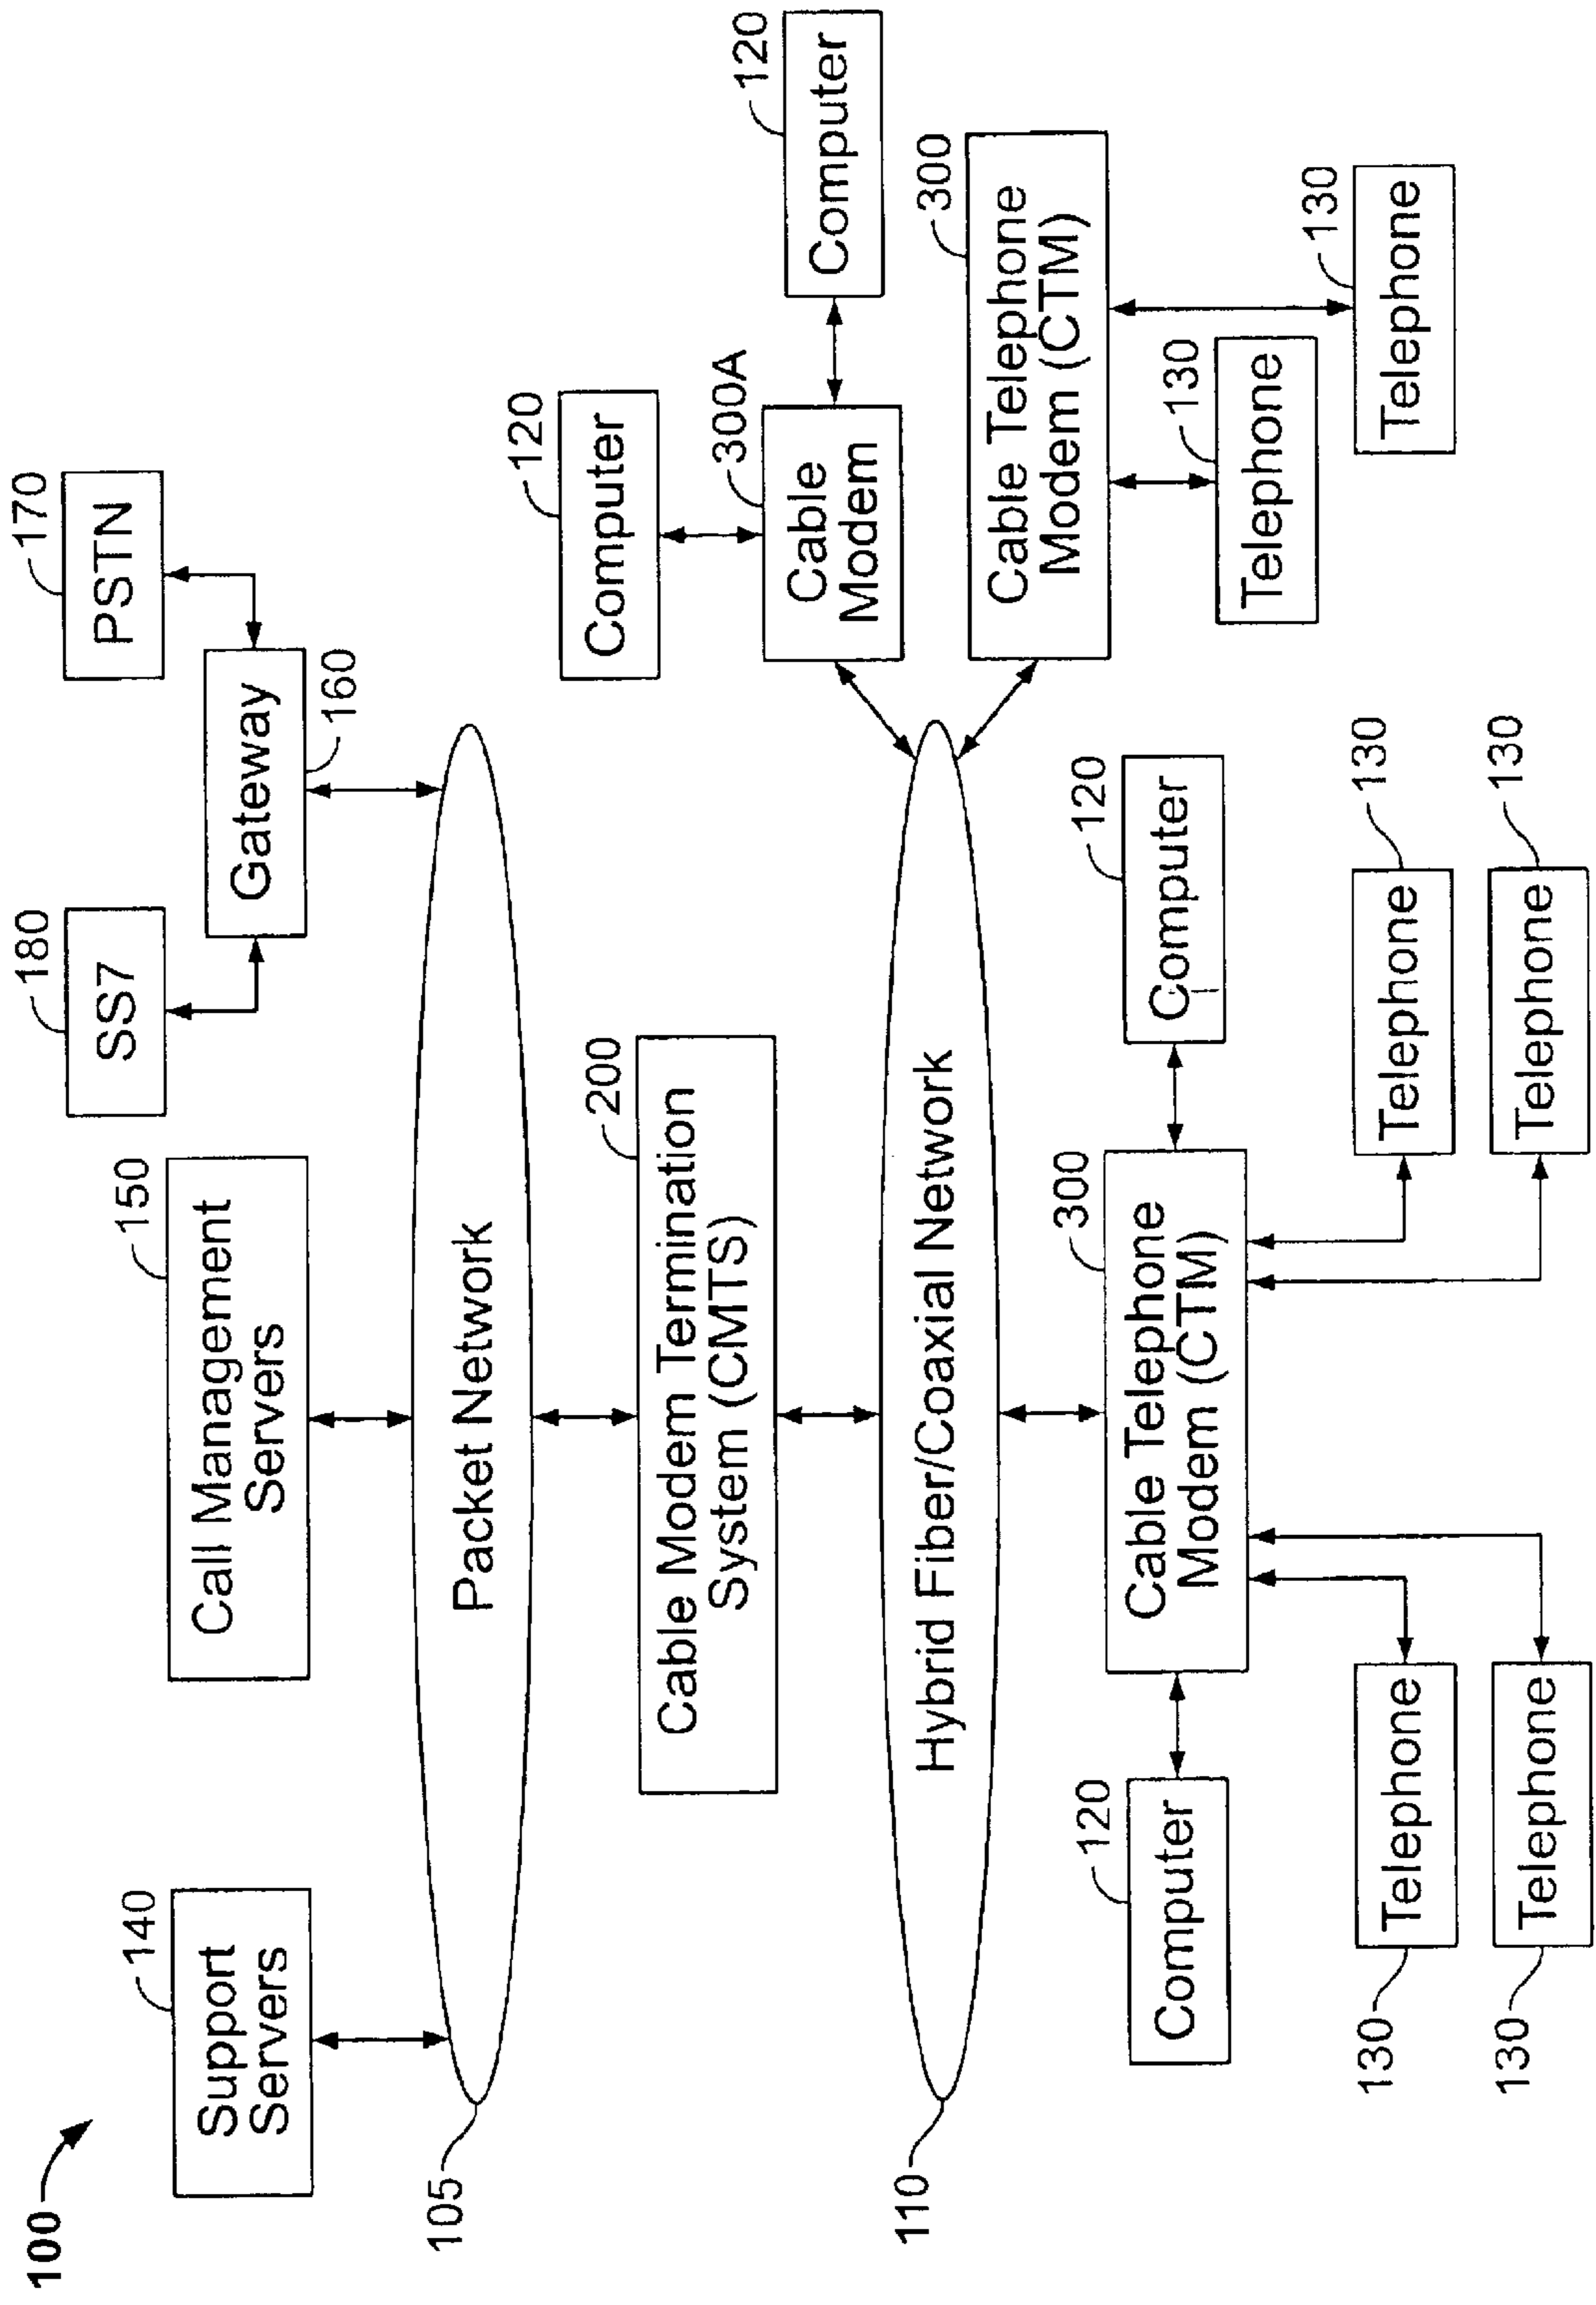 100
180
170
SS7
PSTN
140
150
Support
Servers
Call Management
Servers
Gateway
160
105
Packet Network
120
Computer
200
Cable Modem Termination
System (CMTS)
300A
120
Cable
Modem
Computer
110
Hybrid Fiber/Coaxial Network
300
Cable Telephone
Modem (CTM)
120
Computer
300
Cable Telephone
Modem (CTM)
120
Computer
130
Telephone
130
Telephone
130
Telephone
Telephone
130
130
Telephone
Telephone
130